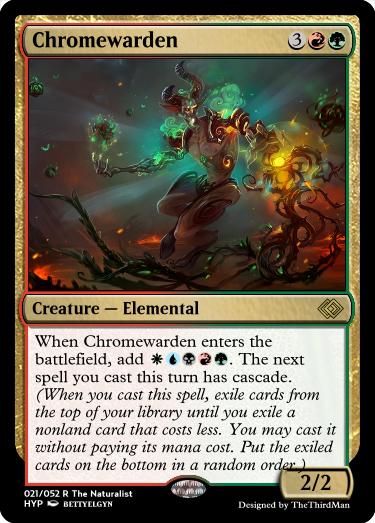 Chromewarden 3
Creature — Elemental
When Chromewarden enters the
battlefield, add . The next
spell you cast this turn has cascade.
(When you cast this spell, exile cards from
the top of your library until you exile a
nonland card that costs less. You may cast it
without paying its mana cost. Put the exiled
cards on the bottom in a random order.)
2/2
021/052 R The Naturalist
HYP BETTYELGYN Designed by TheThirdMan